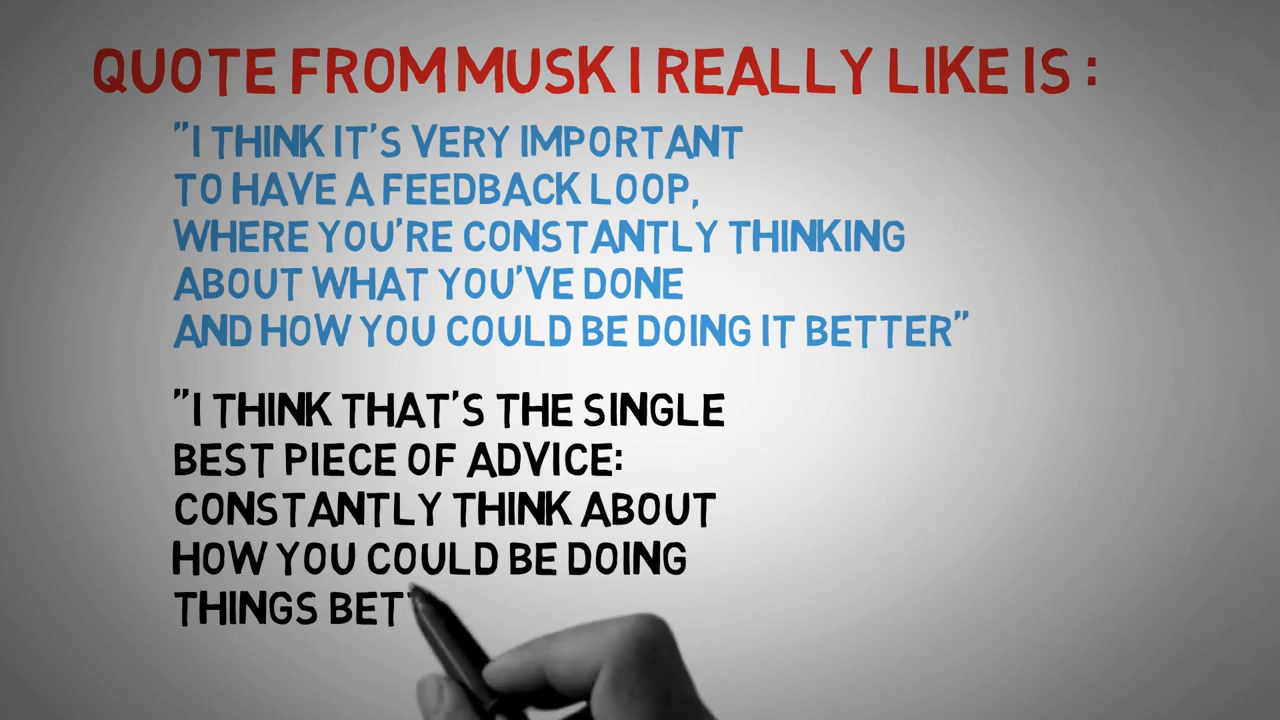 QUOTE FROM MUSK I REALLY LIKE IS :
"I THINK IT'S VERY IMPORTANT
TO HAVE A FEEDBACK LOOP,
WHERE YOU'RE CONSTANTLY THINKING
ABOUT WHAT YOU'VE DONE
AND HOW YOU COULD BE DOING IT BETTER"
"I THINK THAT'S THE SINGLE
BEST PIECE OF ADVICE:
CONSTANTLY THINK ABOUT
HOW YOU COULD BE DOING
THINGS BET